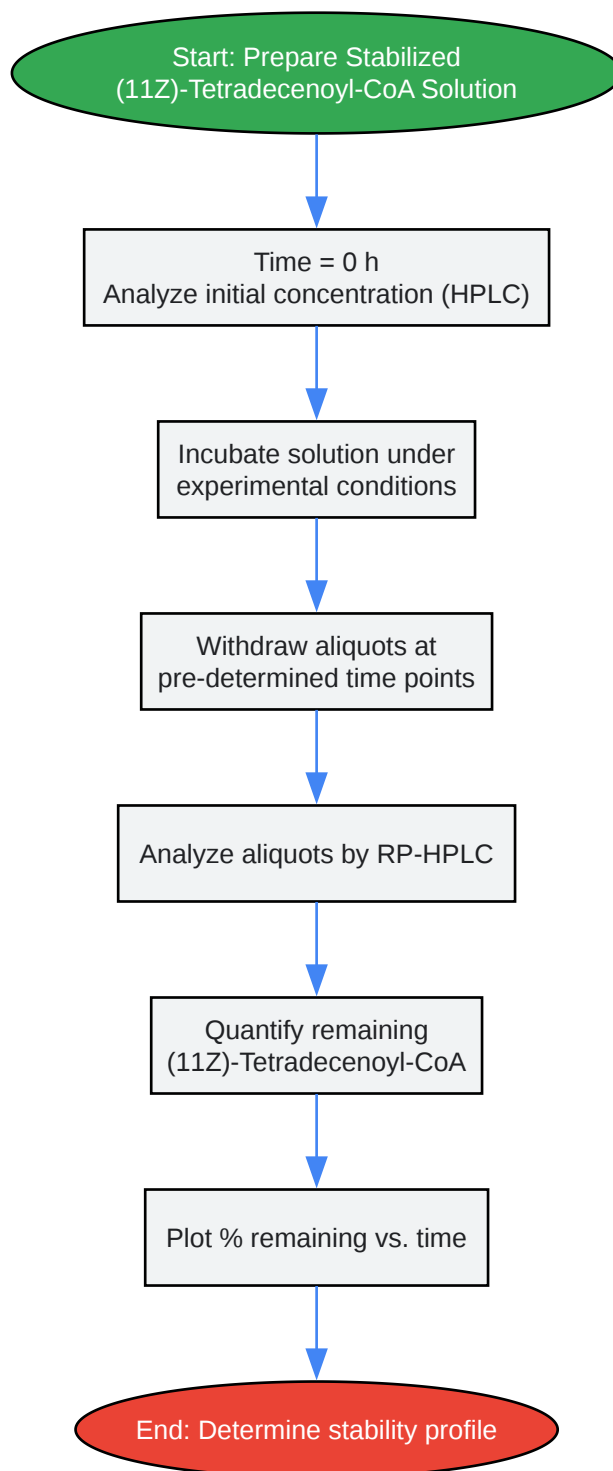 Start: Prepare Stabilized
(11Z)-Tetradecenoyl-CoA Solution
Time = 0 h
Analyze initial concentration (HPLC)
Incubate solution under
experimental conditions
Withdraw aliquots at
pre-determined time points
Analyze aliquots by RP-HPLC
Quantify remaining
(11Z)-Tetradecenoyl-CoA
Plot % remaining vs. time
End: Determine stability profile